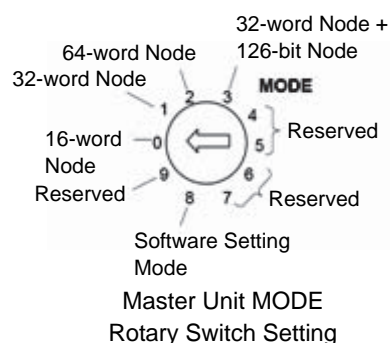 32-word Node +
126-bit Node
64-word Node
32-word Node
MODE
1
2
3
4
5
Reserved
0
16-word
Node
9
Reserved
6
7
Reserved
8
Software Setting
Mode
Master Unit MODE
Rotary Switch Setting